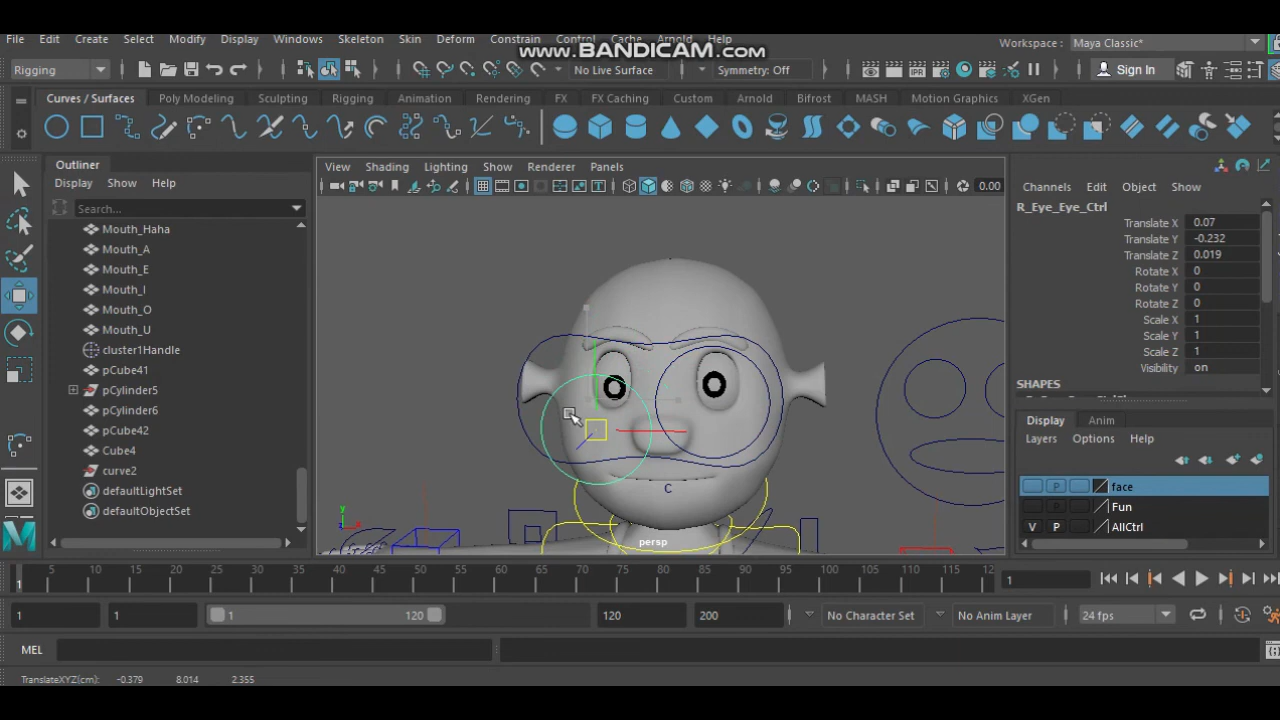 File Edit Create Select Modify Display Windows Skeleton Skin Deform Constrain Control Cache Arnold Help
www.BANDICAM.com
Workspace : Maya Classic*
Rigging
No Live Surface
Symmetry: Off
Sign In
Curves / Surfaces Poly Modeling Sculpting Rigging Animation Rendering FX FX Caching Custom Arnold Bifrost MASH Motion Graphics XGen
Outliner
Display Show Help
Search...
Mouth_Haha
Mouth_A
Mouth_E
Mouth_I
Mouth_O
Mouth_U
cluster1Handle
pCube41
pCylinder5
pCylinder6
pCube42
Cube4
curve2
defaultLightSet
defaultObjectSet
View Shading Lighting Show Renderer Panels
0.00
C
persp
y
x
Channels Edit Object Show
R_Eye_Eye_Ctrl
Translate X 0.07
Translate Y -0.232
Translate Z 0.019
Rotate X 0
Rotate Y 0
Rotate Z 0
Scale X 1
Scale Y 1
Scale Z 1
Visibility on
SHAPES
Display Anim
Layers Options Help
P face
P Fun
V P AllCtrl
5 10 15 20 25 30 35 40 45 50 55 60 65 70 75 80 85 90 95 100 105 110 115 12
1
1
1 1 1 120 120 200 No Character Set No Anim Layer 24 fps
MEL
TranslateXYZ(cm): -0.379 8.014 2.355